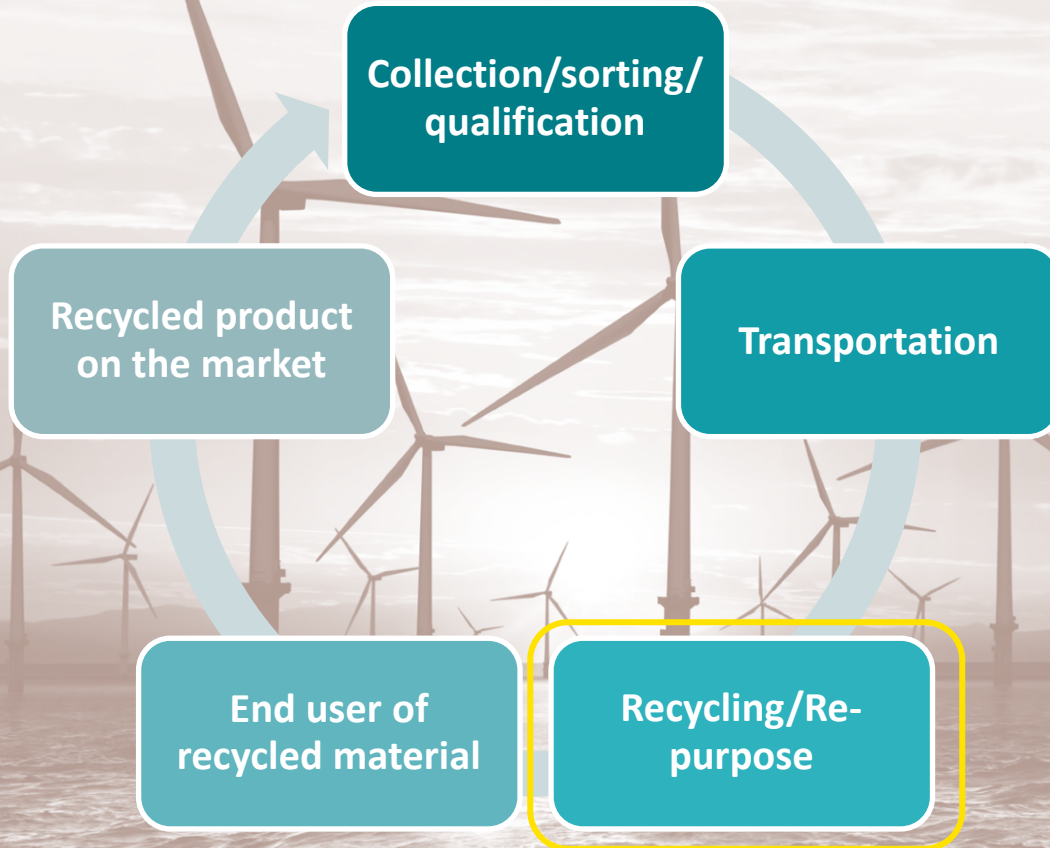 Collection/sorting/
qualification
Transportation
Recycling/Re-
purpose
End user of
recycled material
Recycled product
on the market